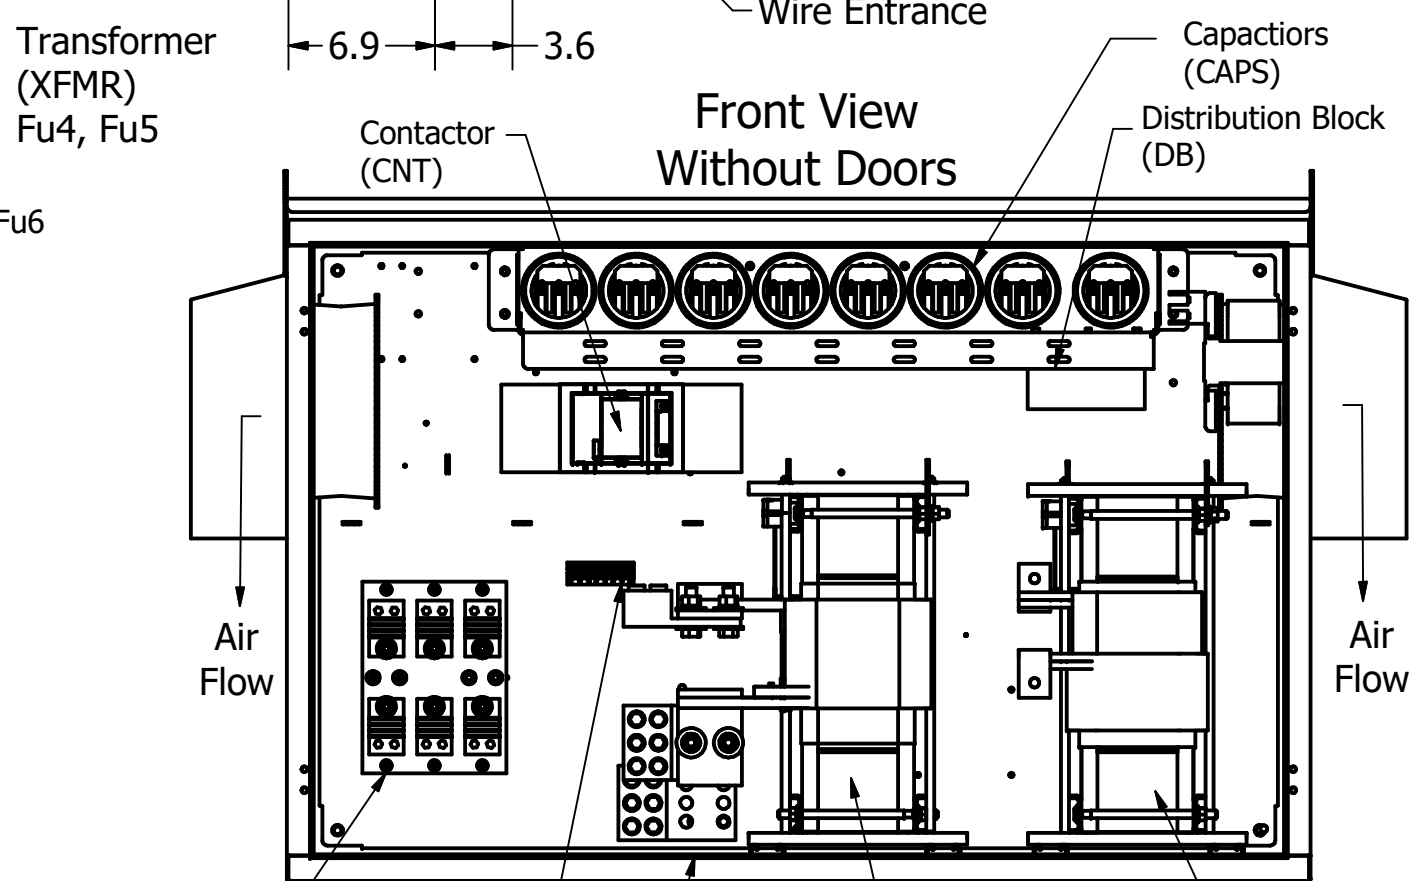 Wire Entrance
Transformer
(XFMR)
Fu4, Fu5
6.9
3.6
Capactiors
(CAPS)
Front View
Without Doors
Contactor
(CNT)
Distribution Block
(DB)
Fu6
Air
Flow
Air
Flow